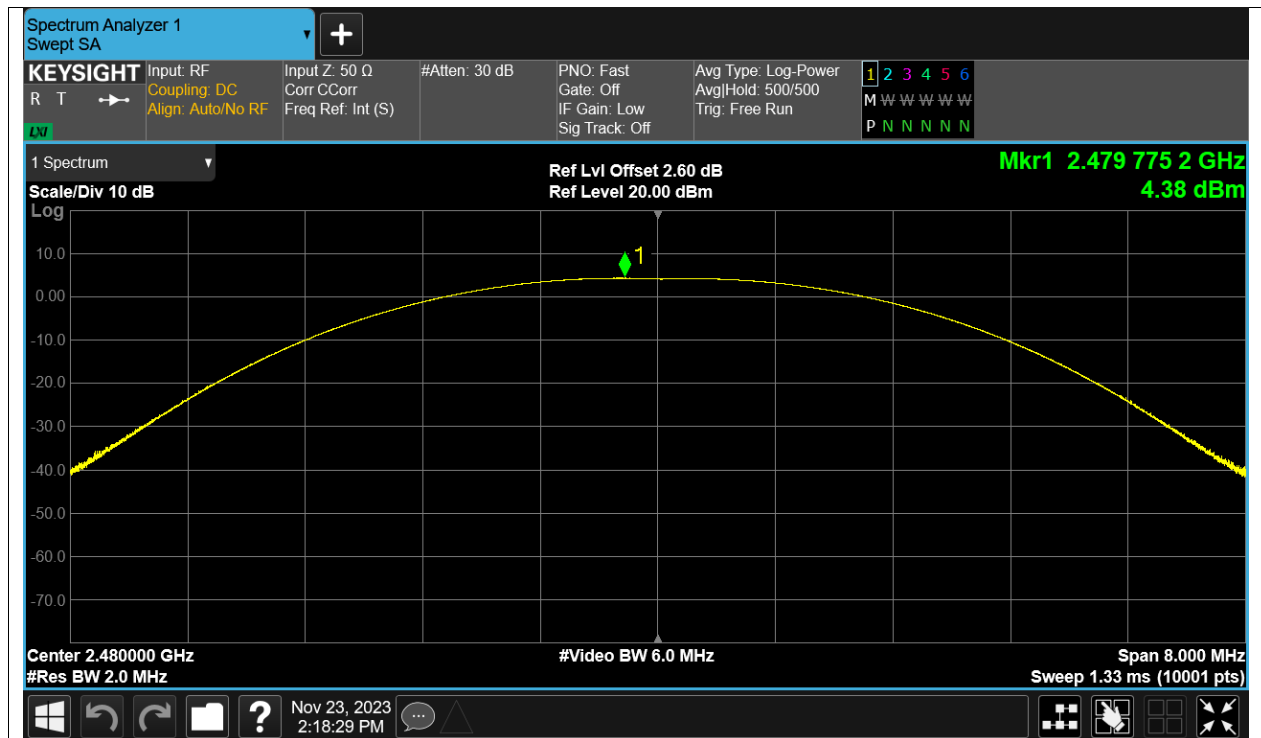 Spectrum Analyzer 1
Swept SA
+
KEYSIGHT
R T
LXI
Input: RF
Coupling: DC
Align: Auto/No RF
Input Z: 50 Ω
Corr CCorr
Freq Ref: Int (S)
#Atten: 30 dB
PNO: Fast
Gate: Off
IF Gain: Low
Sig Track: Off
Avg Type: Log-Power
Avg|Hold: 500/500
Trig: Free Run
1 2 3 4 5 6
M W W W W W W
P N N N N N N
1 Spectrum
Scale/Div 10 dB
Log
Ref Lvl Offset 2.60 dB
Ref Level 20.00 dBm
Mkr1 2.479 775 2 GHz
4.38 dBm
1
10.0
0.00
-10.0
-20.0
-30.0
-40.0
-50.0
-60.0
-70.0
Center 2.480000 GHz
#Res BW 2.0 MHz
#Video BW 6.0 MHz
Span 8.000 MHz
Sweep 1.33 ms (10001 pts)
?
Nov 23, 2023
2:18:29 PM